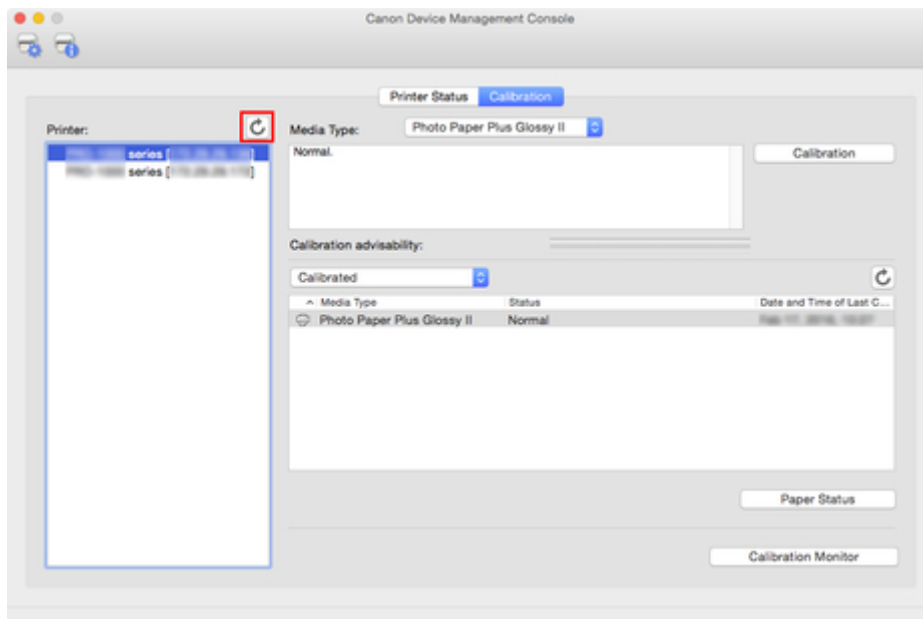 Canon Device Management Console
Printer Status Calibration
Printer:
series [ ]
series [ ]
Media Type: Photo Paper Plus Glossy II
Normal.
Calibration
Calibration advisability:
Calibrated
Media Type Status Date and Time of Last C...
Photo Paper Plus Glossy II Normal
Paper Status
Calibration Monitor